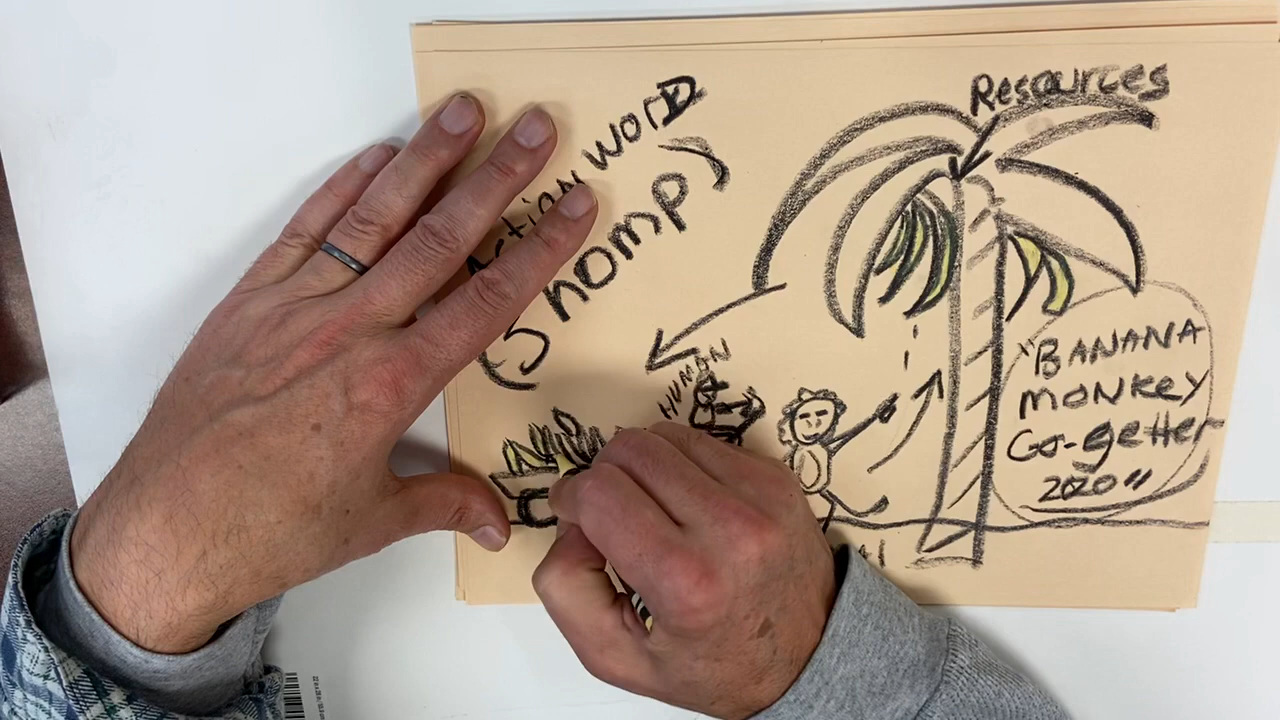 Resources
Action WorD
(Shomp)
HUMAN
"BANANA
MONKEY
Go-getter
2020"